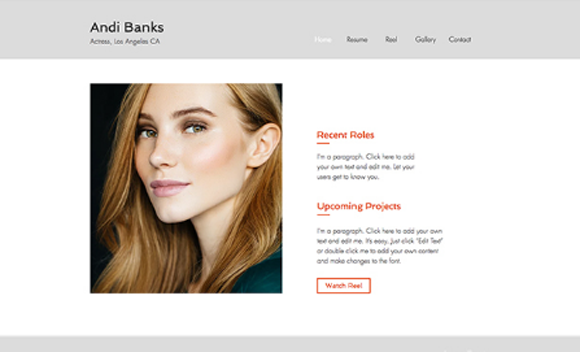 Andi Banks
Actress, Los Angeles CA
Home Resume Reel Gallery Contact
Recent Roles
I'm a paragraph. Click here to add
your own text and edit me. Let your
users get to know you.
Upcoming Projects
I'm a paragraph. Click here to add your own
text and edit me. It's easy. Just click "Edit Text"
or double click me to add your own content
and make changes to the font.
Watch Reel